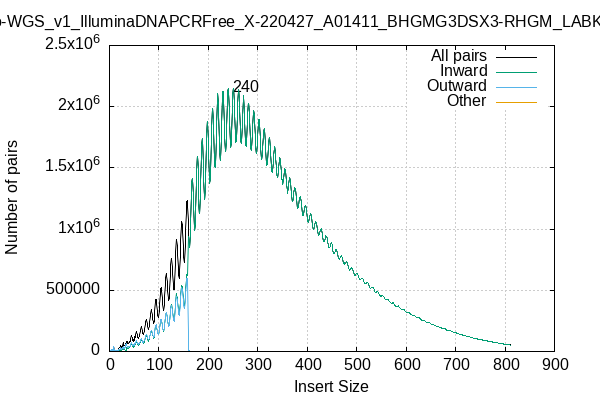 -WGS_v1_IlluminaDNAPCRFree_X-220427_A01411_BHGMG3DSX3-RHGM_LABK
2.5x10^6
2x10^6
1.5x10^6
1x10^6
500000
0
Number of pairs
All pairs
Inward
Outward
Other
240
0 100 200 300 400 500 600 700 800 900
Insert Size